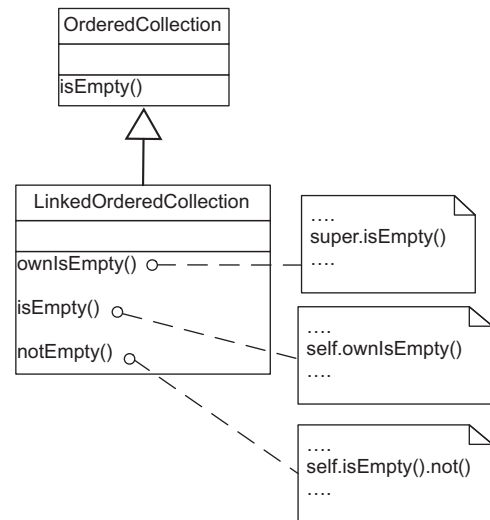 OrderedCollection
isEmpty()
LinkedOrderedCollection
ownIsEmpty()
isEmpty()
notEmpty()
....
super.isEmpty()
....
....
self.ownIsEmpty()
....
....
self.isEmpty().not()
....